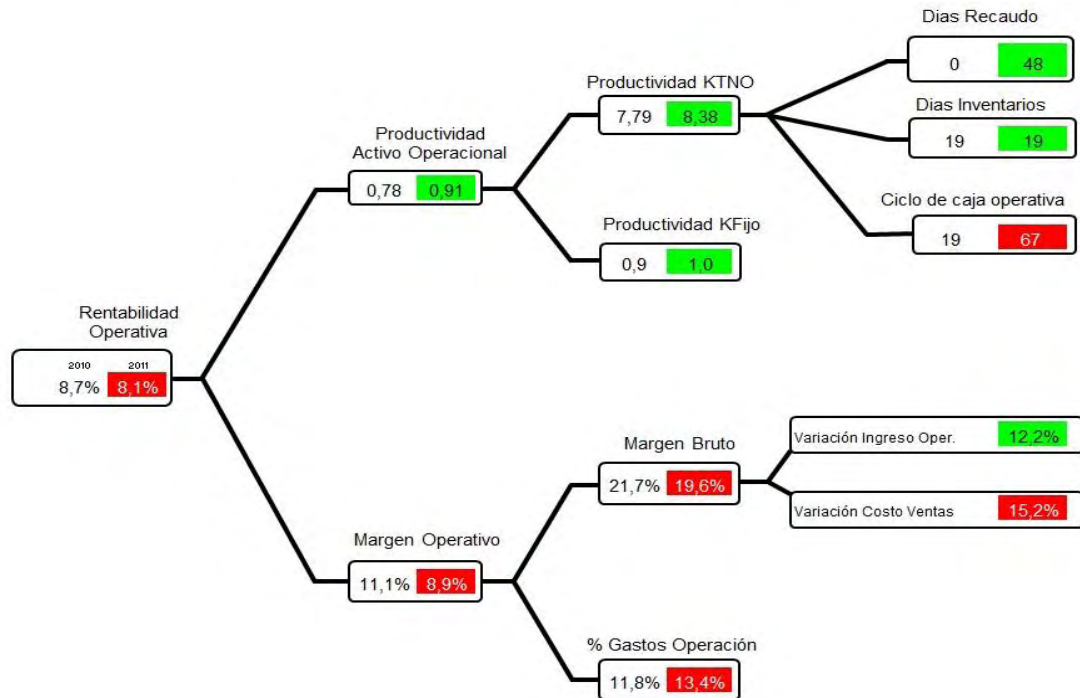 Dias Recaudo
0 48
Productividad KTNO
7,79 8,38
Dias Inventarios
19 19
Productividad
Activo Operacional
0,78 0,91
Ciclo de caja operativa
19 67
Productividad KFijo
0,9 1,0
Rentabilidad
Operativa
2010 2011
8,7% 8,1%
Margen Bruto
21,7% 19,6%
Variación Ingreso Oper. 12,2%
Variación Costo Ventas 15,2%
Margen Operativo
11,1% 8,9%
% Gastos Operación
11,8% 13,4%